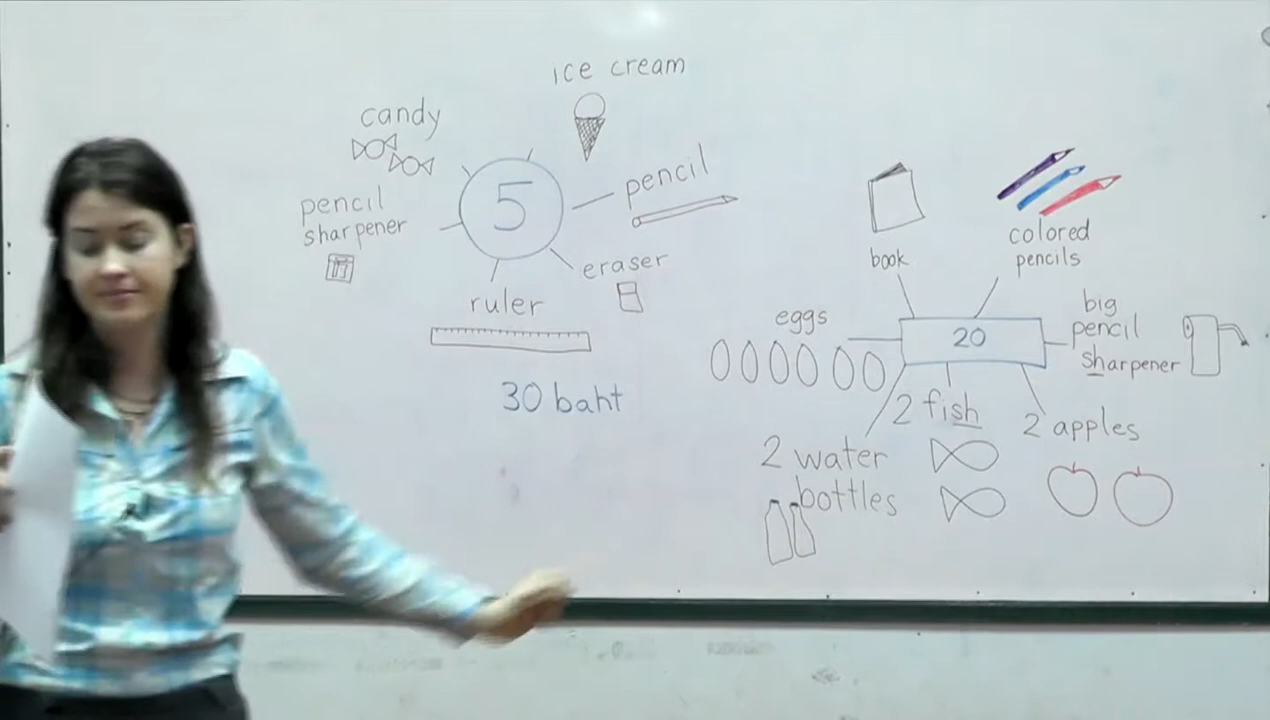 ice cream
candy
pencil
pencil
sharpener
5
eraser
ruler
30 baht
book
colored
pencils
eggs
20
big
pencil
sharpener
2 fish
2 apples
2 water
bottles